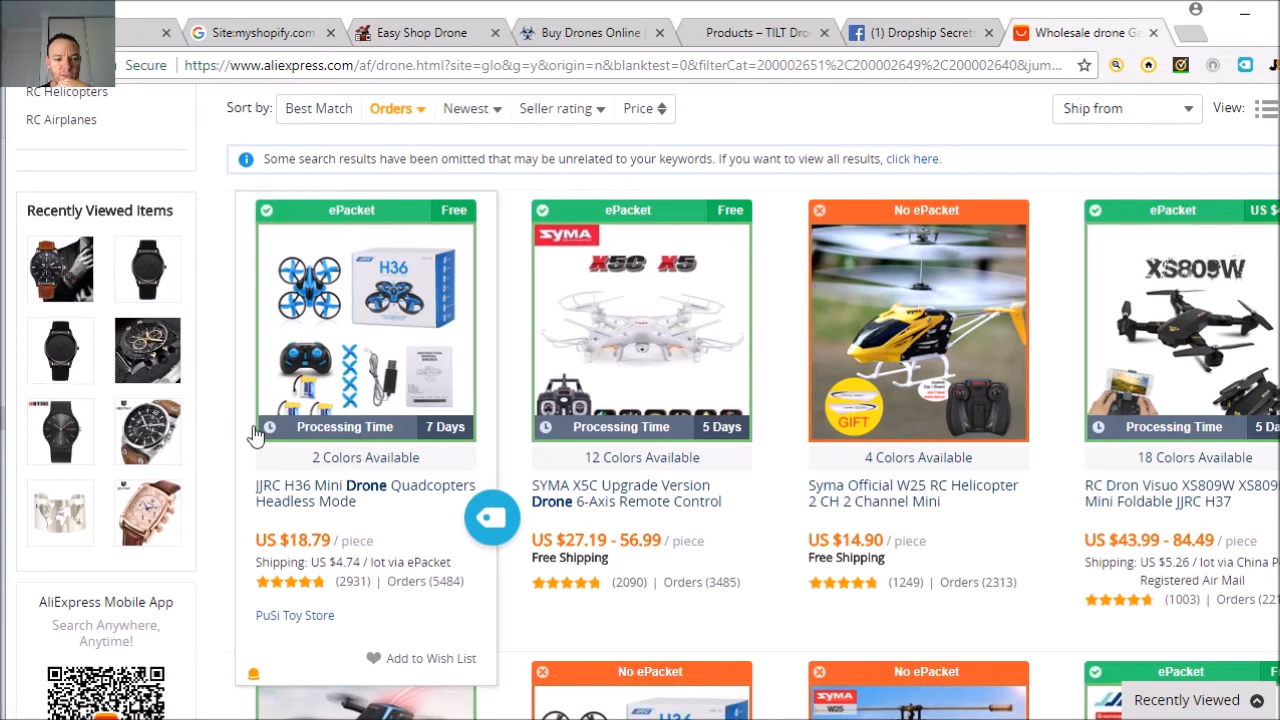 Site:myshopify.co
Easy Shop Drone
Buy Drones Online
Products – TILT Dro
(1) Dropship Secrets
Wholesale drone Ga
Secure
https://www.aliexpress.com/af/drone.html?site=glo&g=y&origin=n&blanktest=0&filterCat=200002651%2C200002649%2C200002640&jum...
RC Helicopters
RC Airplanes
Sort by: Best Match Orders Newest Seller rating Price
Ship from
View:
Some search results have been omitted that may be unrelated to your keywords. If you want to view all results, click here.
Recently Viewed Items
ePacket Free
H36
Processing Time 7 Days
2 Colors Available
JJRC H36 Mini Drone Quadcopters
Headless Mode
US $18.79 / piece
Shipping: US $4.74 / lot via ePacket
(2931) | Orders (5484)
PuSi Toy Store
Add to Wish List
ePacket Free
SYMA
X5C X5
Processing Time 5 Days
12 Colors Available
SYMA X5C Upgrade Version
Drone 6-Axis Remote Control
US $27.19 - 56.99 / piece
Free Shipping
(2090) | Orders (3485)
No ePacket
GIFT
4 Colors Available
Syma Official W25 RC Helicopter
2 CH 2 Channel Mini
US $14.90 / piece
Free Shipping
(1249) | Orders (2313)
ePacket US $
XS809W
Processing Time 5 Da
18 Colors Available
RC Dron Visuo XS809W XS809
Mini Foldable JJRC H37
US $43.99 - 84.49 / piece
Shipping: US $5.26 / lot via China P
Registered Air Mail
(1003) | Orders (221
AliExpress Mobile App
Search Anywhere,
Anytime!
No ePacket
H36
No ePacket
SYMA
W25
ePacket F
Recently Viewed